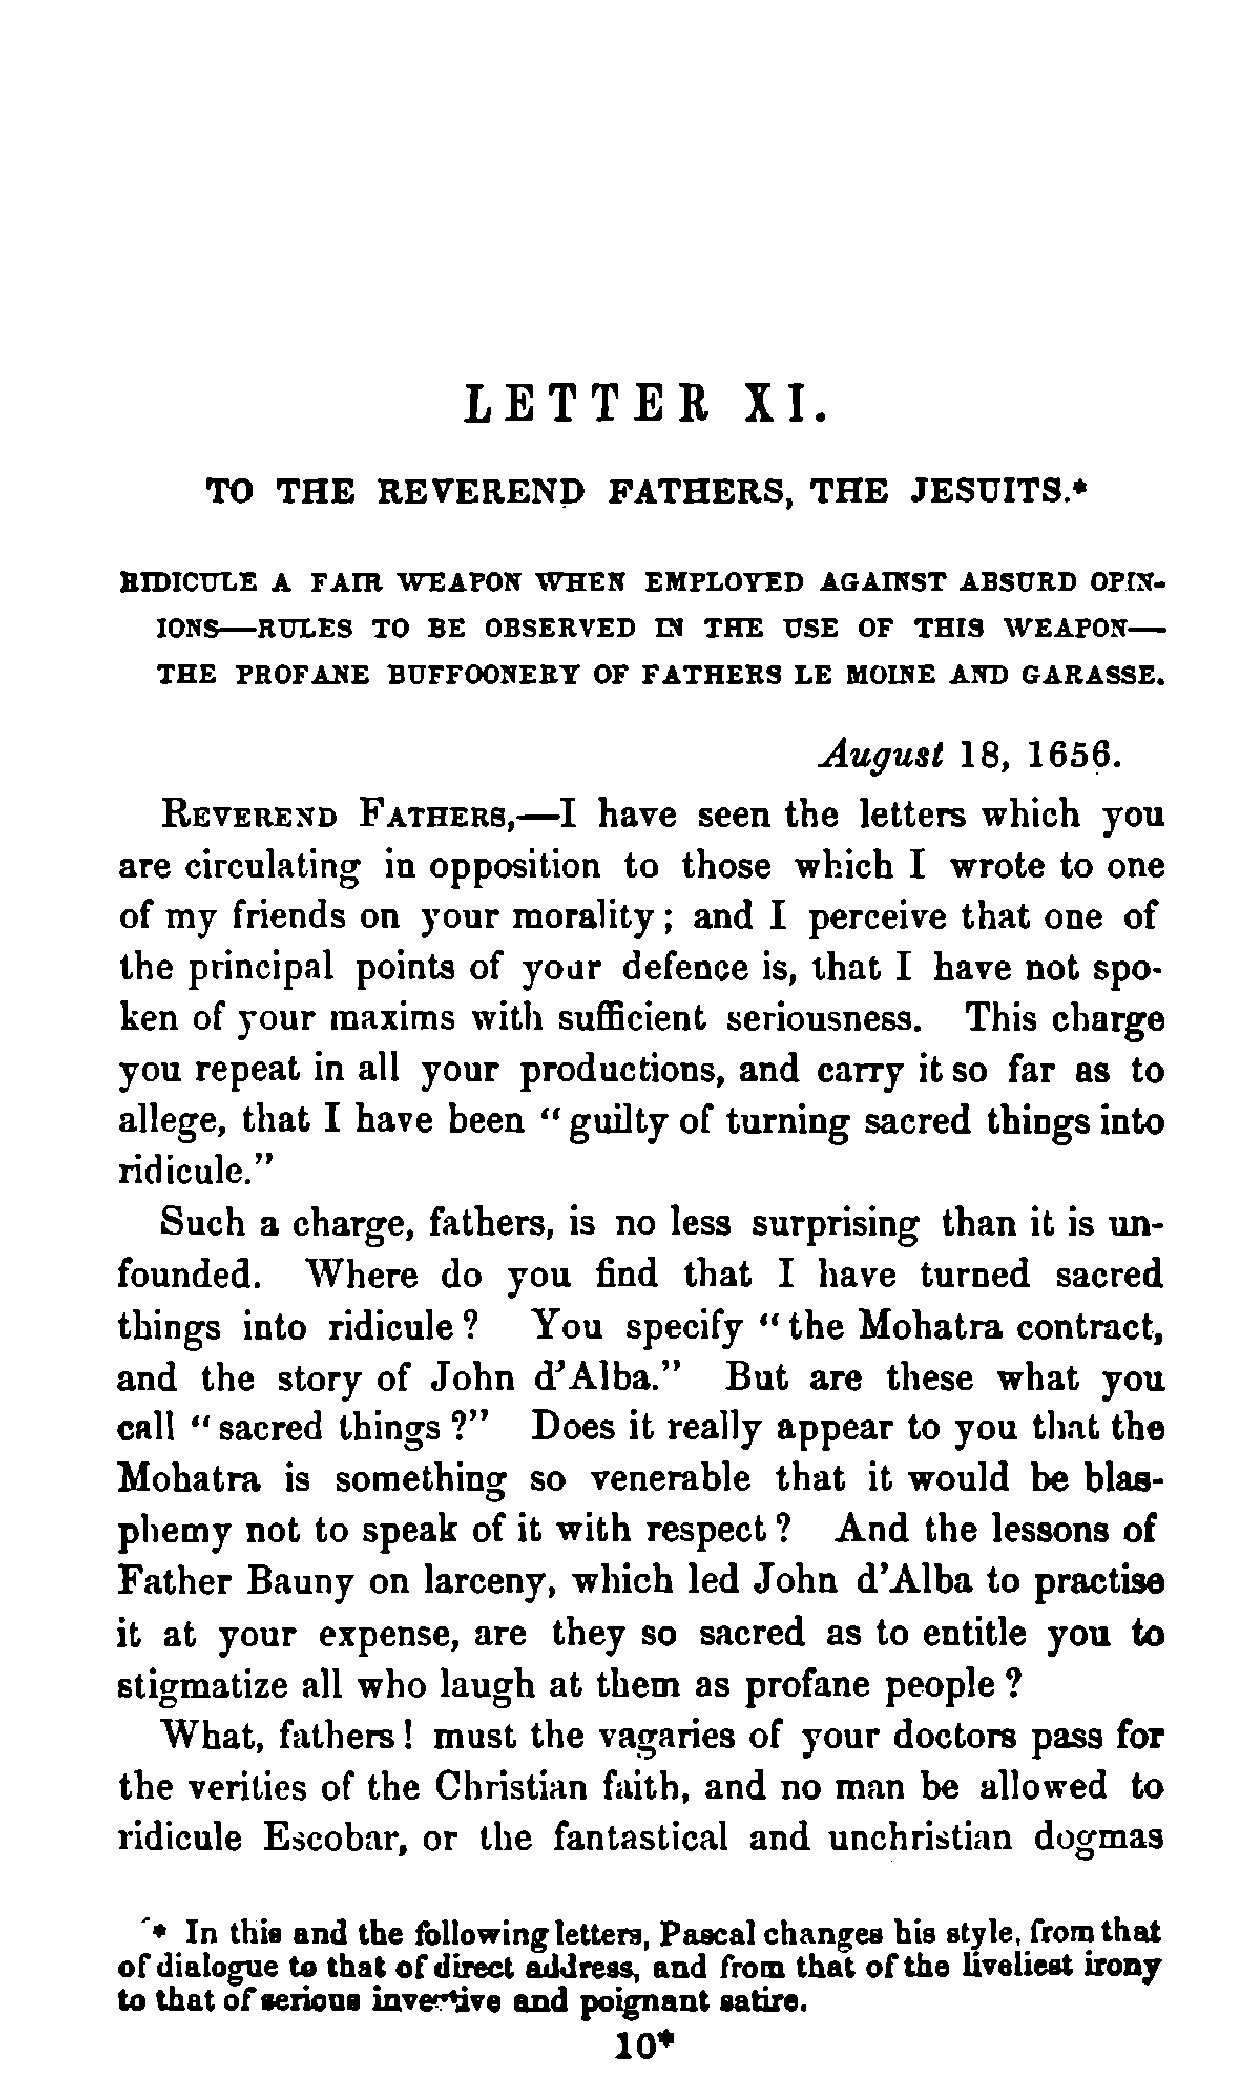 LETTER XI.
TO THE REVEREND FATHERS, THE JESUITS.*
RIDICULE A FAIR WEAPON WHEN EMPLOYED AGAINST ABSURD OPIN-
IONS—RULES TO BE OBSERVED IN THE USE OF THIS WEAPON—
THE PROFANE BUFFOONERY OF FATHERS LE MOINE AND GARASSE.
August 18, 1656.
REVEREND FATHERS,—I have seen the letters which you
are circulating in opposition to those which I wrote to one
of my friends on your morality; and I perceive that one of
the principal points of your defence is, that I have not spo-
ken of your maxims with sufficient seriousness. This charge
you repeat in all your productions, and carry it so far as to
allege, that I have been "guilty of turning sacred things into
ridicule."
Such a charge, fathers, is no less surprising than it is un-
founded. Where do you find that I have turned sacred
things into ridicule? You specify "the Mohatra contract,
and the story of John d'Alba." But are these what you
call "sacred things?" Does it really appear to you that the
Mohatra is something so venerable that it would be blas-
phemy not to speak of it with respect? And the lessons of
Father Bauny on larceny, which led John d'Alba to practise
it at your expense, are they so sacred as to entitle you to
stigmatize all who laugh at them as profane people?
What, fathers! must the vagaries of your doctors pass for
the verities of the Christian faith, and no man be allowed to
ridicule Escobar, or the fantastical and unchristian dogmas
* In this and the following letters, Pascal changes his style, from that
of dialogue to that of direct address, and from that of the liveliest irony
to that of serious invective and poignant satire.
10*